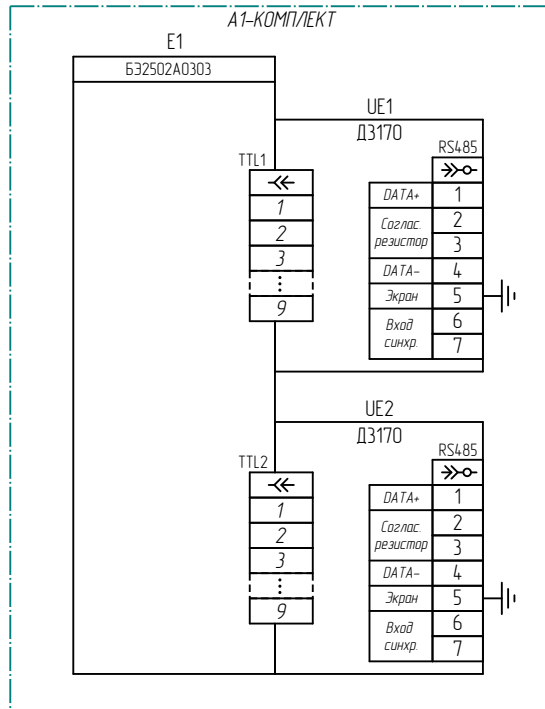 А1-КОМПЛЕКТ
E1
БЭ2502А0303
UE1
Д3170
TTL1
RS485
1
2
3
9
DATA+
1
Соглас.
резистор
2
3
DATA-
4
Экран
5
Вход
синхр.
6
7
UE2
Д3170
TTL2
RS485
1
2
3
9
DATA+
1
Соглас.
резистор
2
3
DATA-
4
Экран
5
Вход
синхр.
6
7